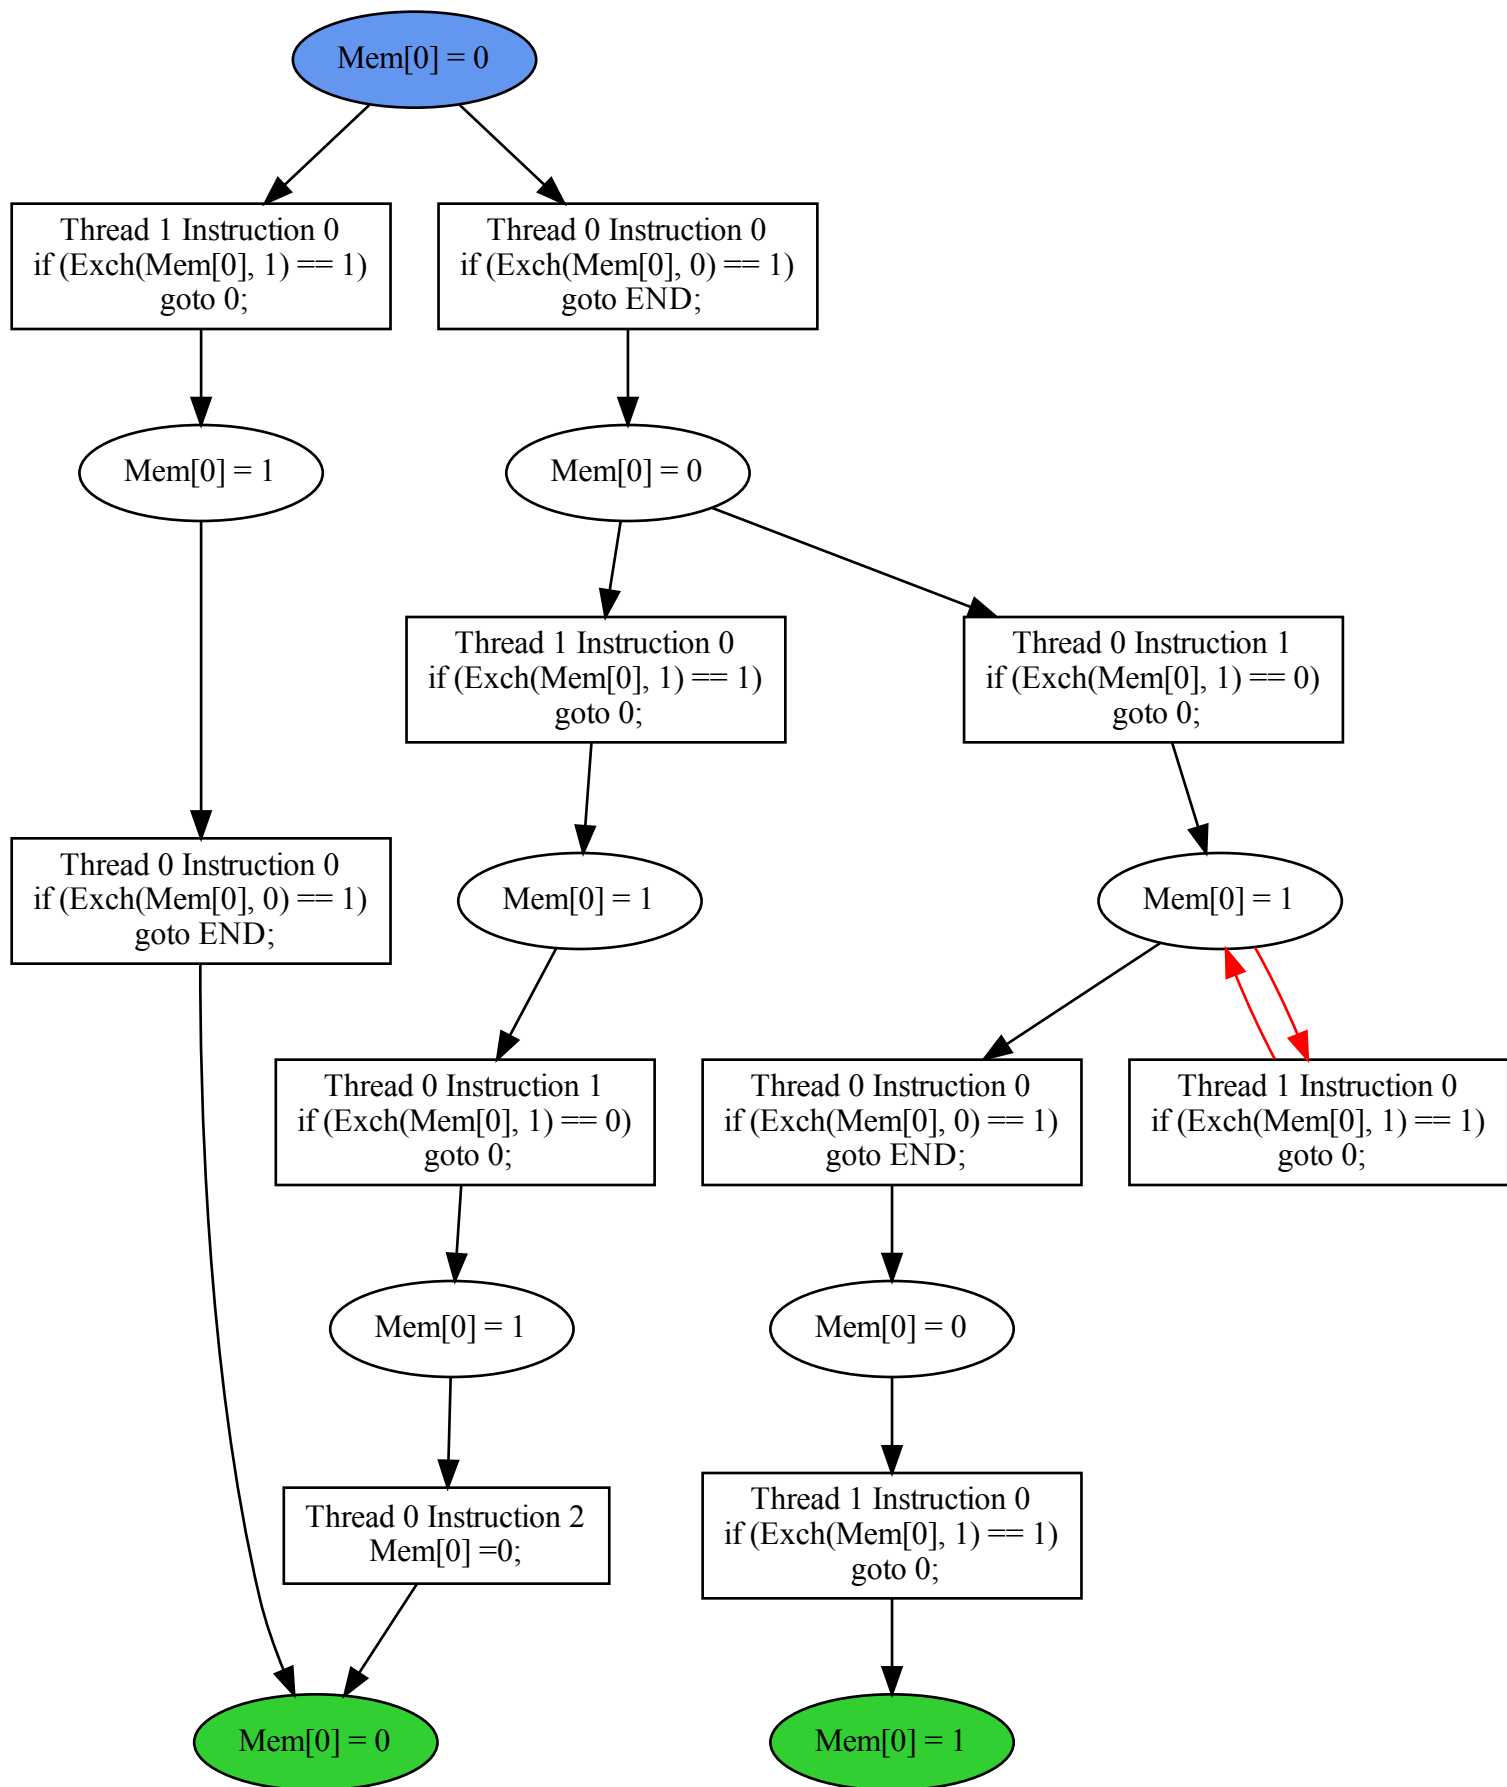 Mem[0] = 0
Thread 1 Instruction 0
if (Exch(Mem[0], 1) == 1)
goto 0;
Thread 0 Instruction 0
if (Exch(Mem[0], 0) == 1)
goto END;
Mem[0] = 1
Mem[0] = 0
Thread 1 Instruction 0
if (Exch(Mem[0], 1) == 1)
goto 0;
Thread 0 Instruction 1
if (Exch(Mem[0], 1) == 0)
goto 0;
Thread 0 Instruction 0
if (Exch(Mem[0], 0) == 1)
goto END;
Mem[0] = 1
Mem[0] = 1
Thread 0 Instruction 1
if (Exch(Mem[0], 1) == 0)
goto 0;
Thread 0 Instruction 0
if (Exch(Mem[0], 0) == 1)
goto END;
Thread 1 Instruction 0
if (Exch(Mem[0], 1) == 1)
goto 0;
Mem[0] = 1
Mem[0] = 0
Thread 0 Instruction 2
Mem[0] =0;
Thread 1 Instruction 0
if (Exch(Mem[0], 1) == 1)
goto 0;
Mem[0] = 0
Mem[0] = 1